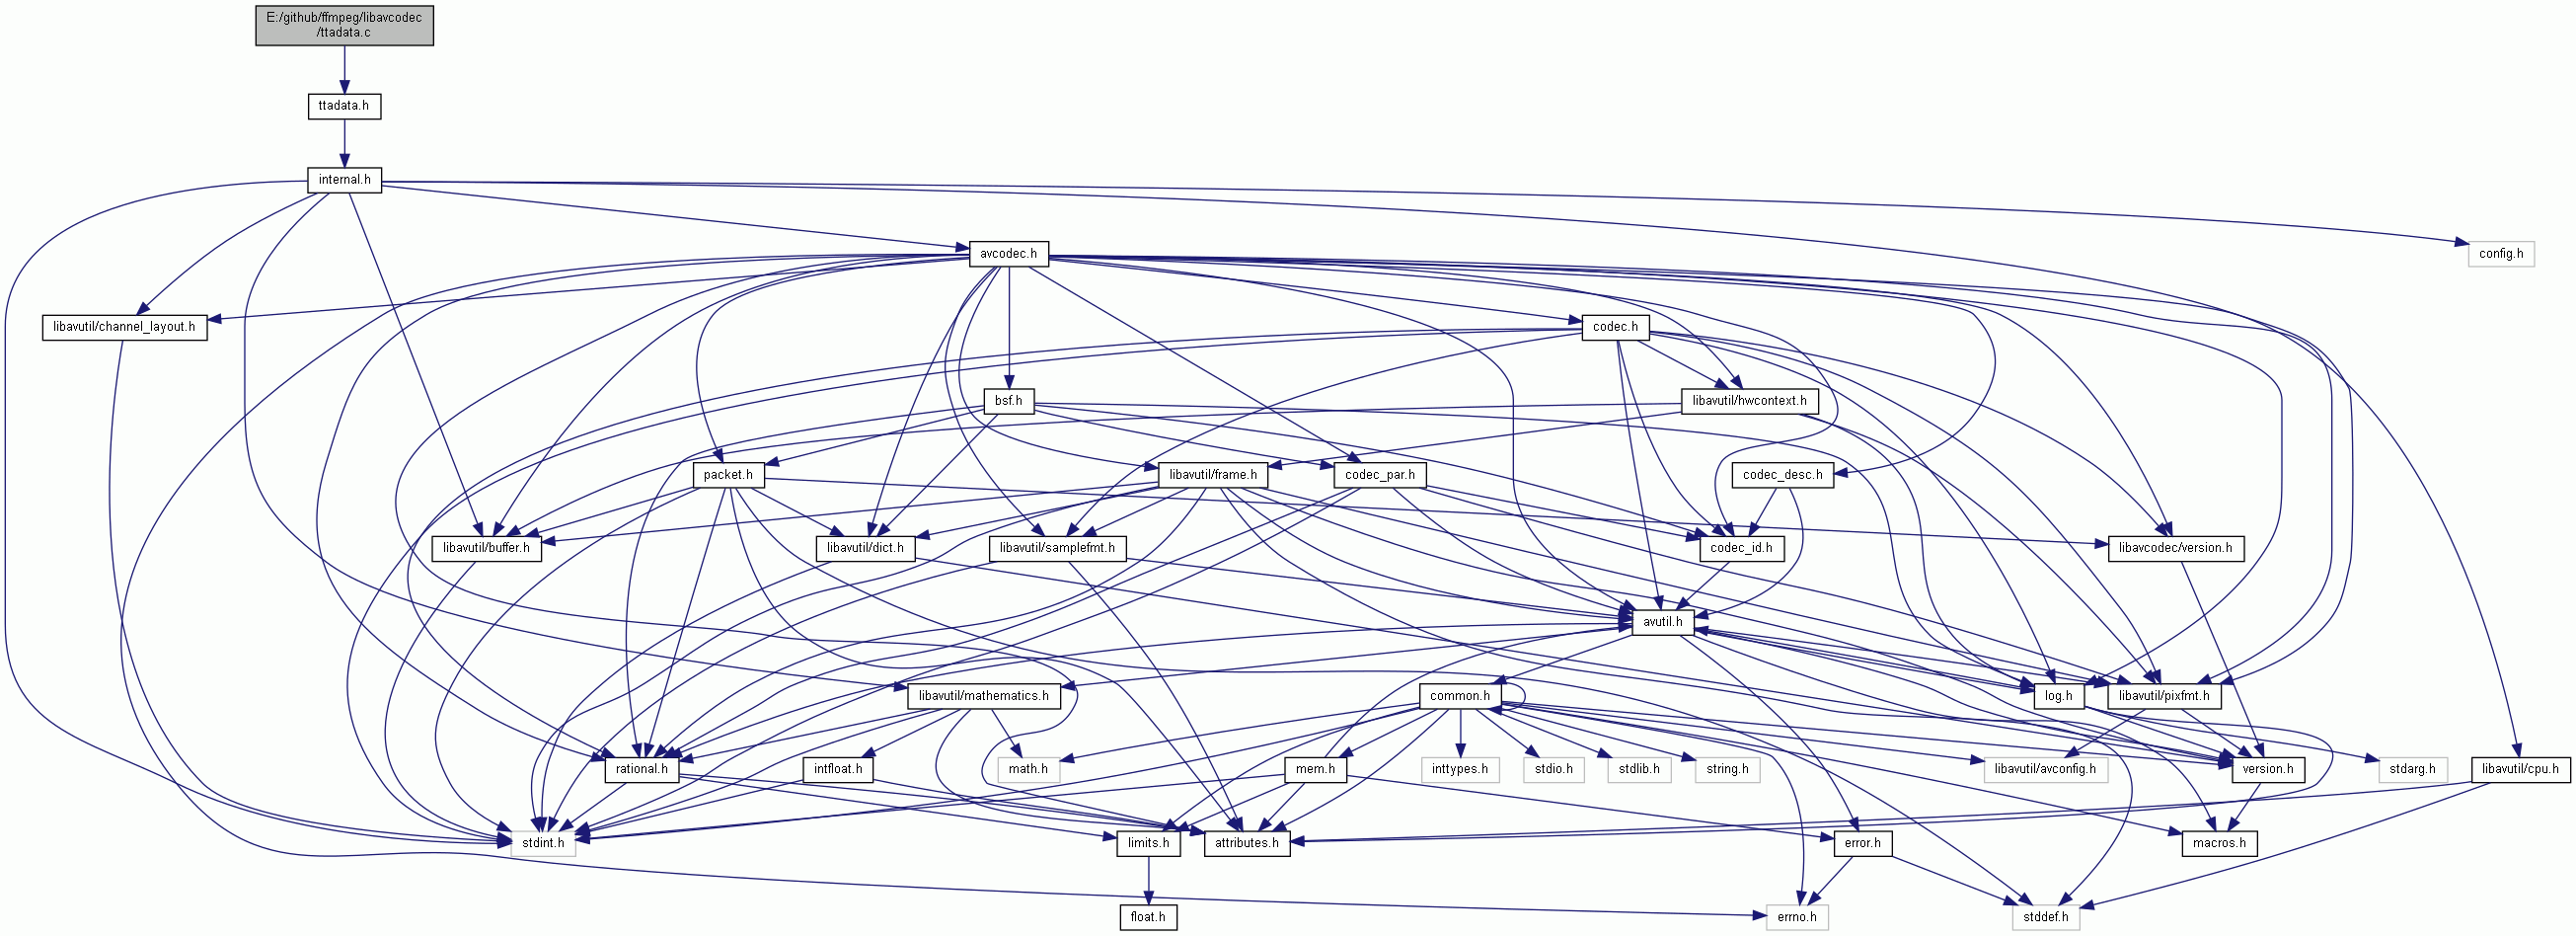 E:/github/ffmpeg/libavcodec
/ttadata.c
ttadata.h
internal.h
avcodec.h
config.h
libavutil/channel_layout.h
codec.h
bsf.h
libavutil/hwcontext.h
packet.h
libavutil/frame.h
codec_par.h
codec_desc.h
libavutil/buffer.h
libavutil/dict.h
libavutil/samplefmt.h
codec_id.h
libavcodec/version.h
avutil.h
libavutil/mathematics.h
common.h
log.h
libavutil/pixfmt.h
rational.h
intfloat.h
math.h
mem.h
inttypes.h
stdio.h
stdlib.h
string.h
libavutil/avconfig.h
version.h
stdarg.h
libavutil/cpu.h
stdint.h
limits.h
attributes.h
error.h
macros.h
float.h
errno.h
stddef.h